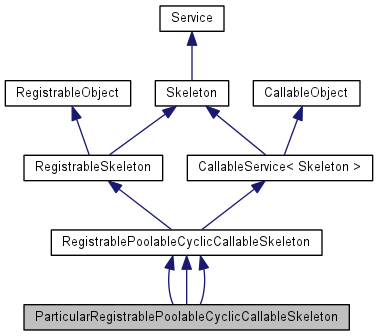 Service
RegistrableObject
Skeleton
CallableObject
RegistrableSkeleton
CallableService< Skeleton >
RegistrablePoolableCyclicCallableSkeleton
ParticularRegistrablePoolableCyclicCallableSkeleton